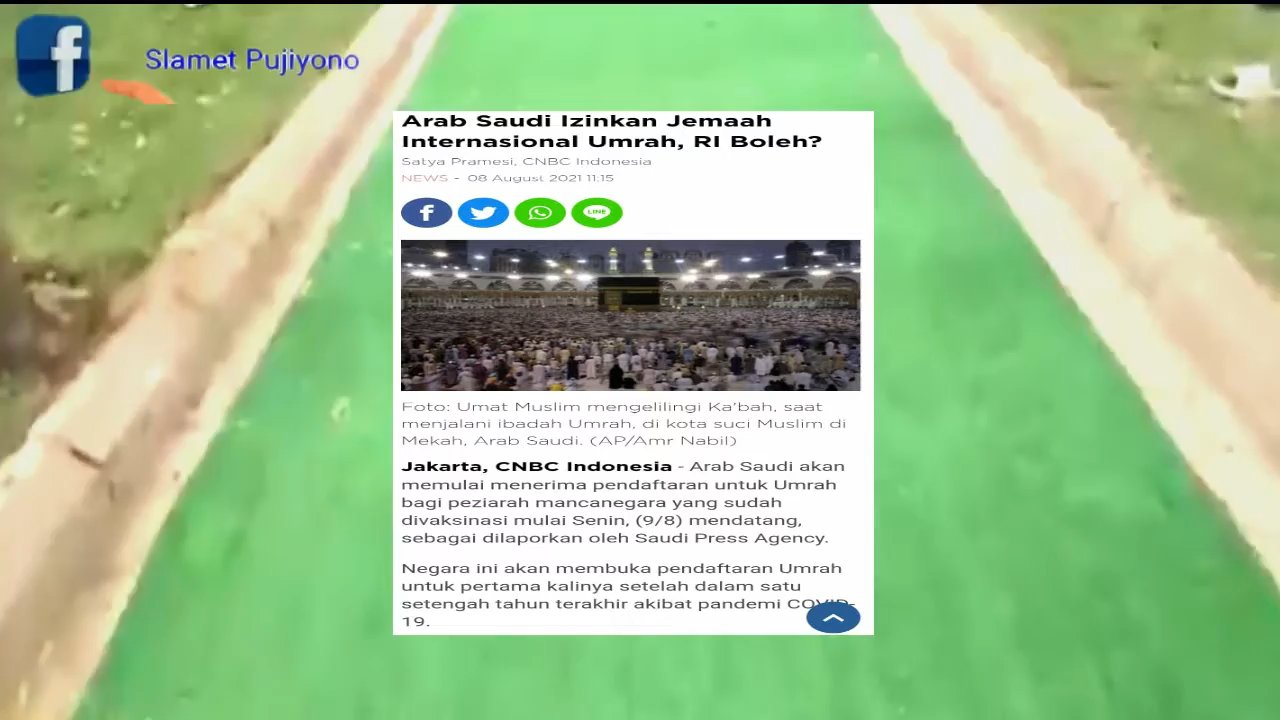 f
Slamet Pujiyono
Arab Saudi Izinkan Jemaah
Internasional Umrah, RI Boleh?
Satya Pramesi, CNBC Indonesia
NEWS - 08 August 2021 11:15
f
LINE
Foto: Umat Muslim mengelilingi Ka'bah, saat
menjalani ibadah Umrah, di kota suci Muslim di
Mekah, Arab Saudi. (AP/Amr Nabil)
Jakarta, CNBC Indonesia - Arab Saudi akan
memulai menerima pendaftaran untuk Umrah
bagi peziarah mancanegara yang sudah
divaksinasi mulai Senin, (9/8) mendatang,
sebagai dilaporkan oleh Saudi Press Agency.
Negara ini akan membuka pendaftaran Umrah
untuk pertama kalinya setelah dalam satu
setengah tahun terakhir akibat pandemi COVID-
19.